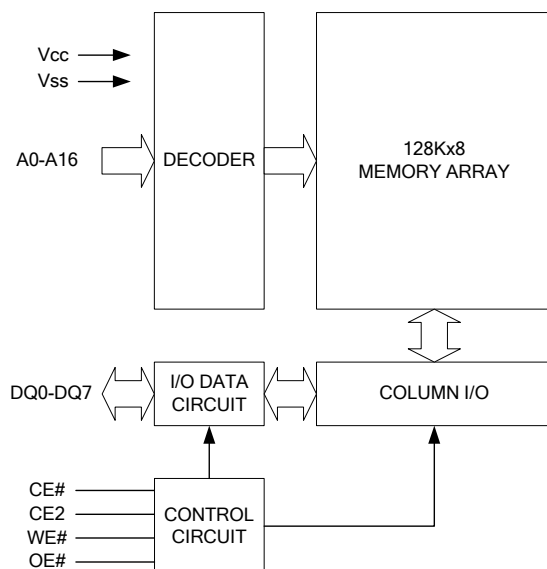 Vcc
Vss
A0-A16
DECODER
128Kx8
MEMORY ARRAY
DQ0-DQ7
I/O DATA
CIRCUIT
COLUMN I/O
CE#
CE2
WE#
OE#
CONTROL
CIRCUIT